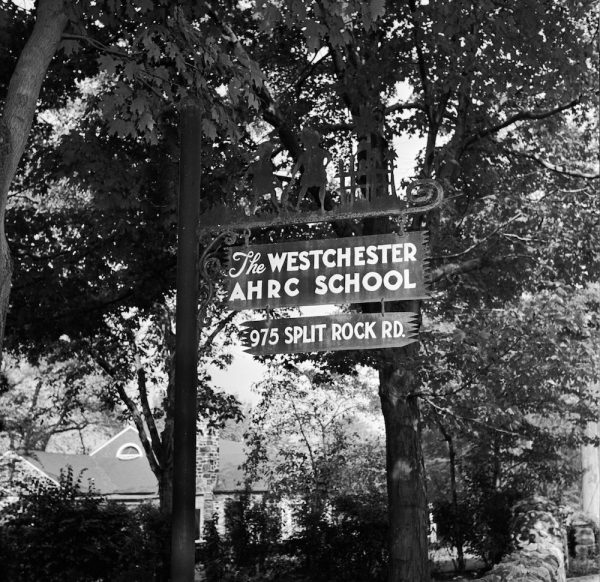 The WESTCHESTER
AHRC SCHOOL
975 SPLIT ROCK RD.